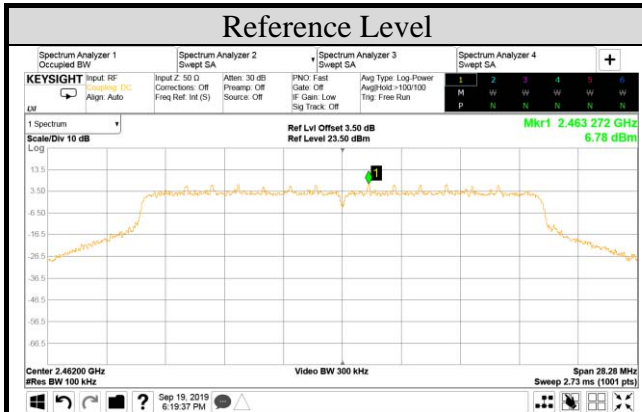 Reference Level
Spectrum Analyzer 1
Occupied BW
Spectrum Analyzer 2
Swept SA
Spectrum Analyzer 3
Swept SA
Spectrum Analyzer 4
Swept SA
+
KEYSIGHT
Input: RF
Coupling: DC
Align: Auto
Input Z: 50 Ω
Corrections: Off
Freq Ref: Int (S)
Atten: 30 dB
Preamp: Off
Source: Off
PNO: Fast
Gate: Off
IF Gain: Low
Sig Track: Off
Avg Type: Log-Power
Avg|Hold:>100/100
Trig: Free Run
1 2 3 4 5 6
M W W W W W
P N N N N N
LXI
1 Spectrum
Scale/Div 10 dB
Ref Lvl Offset 3.50 dB
Ref Level 23.50 dBm
Mkr1 2.463 272 GHz
6.78 dBm
Log
13.5
3.50
-6.50
-16.5
-26.5
-36.5
-46.5
-56.5
-66.5
1
Center 2.46200 GHz
#Res BW 100 kHz
Video BW 300 kHz
Span 28.28 MHz
Sweep 2.73 ms (1001 pts)
?
Sep 19, 2019
6:19:37 PM